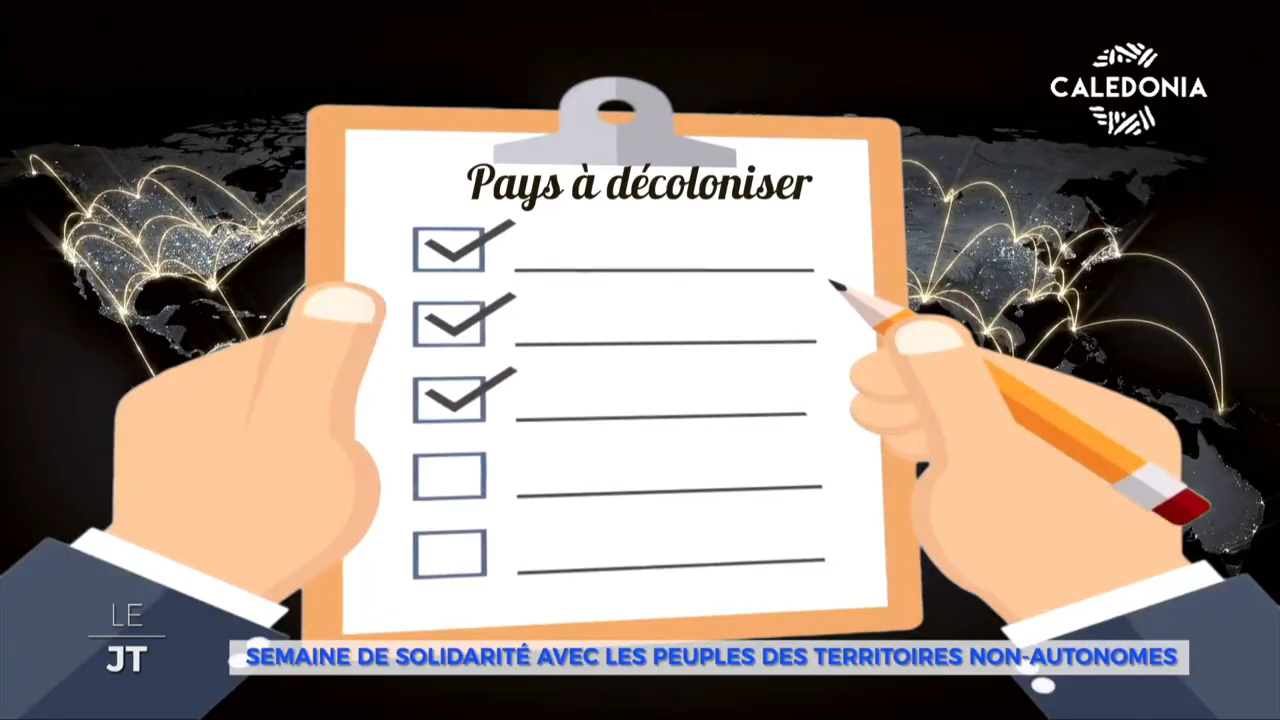 CALEDONIA
Pays à décoloniser
LE
JT
SEMAINE DE SOLIDARITÉ AVEC LES PEUPLES DES TERRITOIRES NON-AUTONOMES